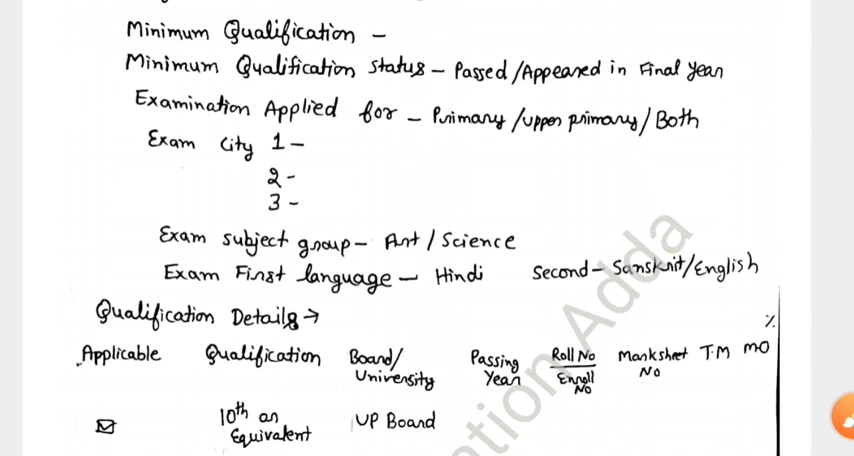 Minimum Qualification -
Minimum Qualification Status - Passed/Appeared in Final year
Examination Applied for - Primary/upper primary/Both
Exam City 1 -
2 -
3 -
Exam subject group - Art/Science
Exam First language - Hindi Second - Sanskrit/English
Qualification Details →
Applicable Qualification Board/University Passing Year Roll No/Enroll No Marksheet No T.M M.O %
☑ 10th or Equivalent UP Board
ation Adda